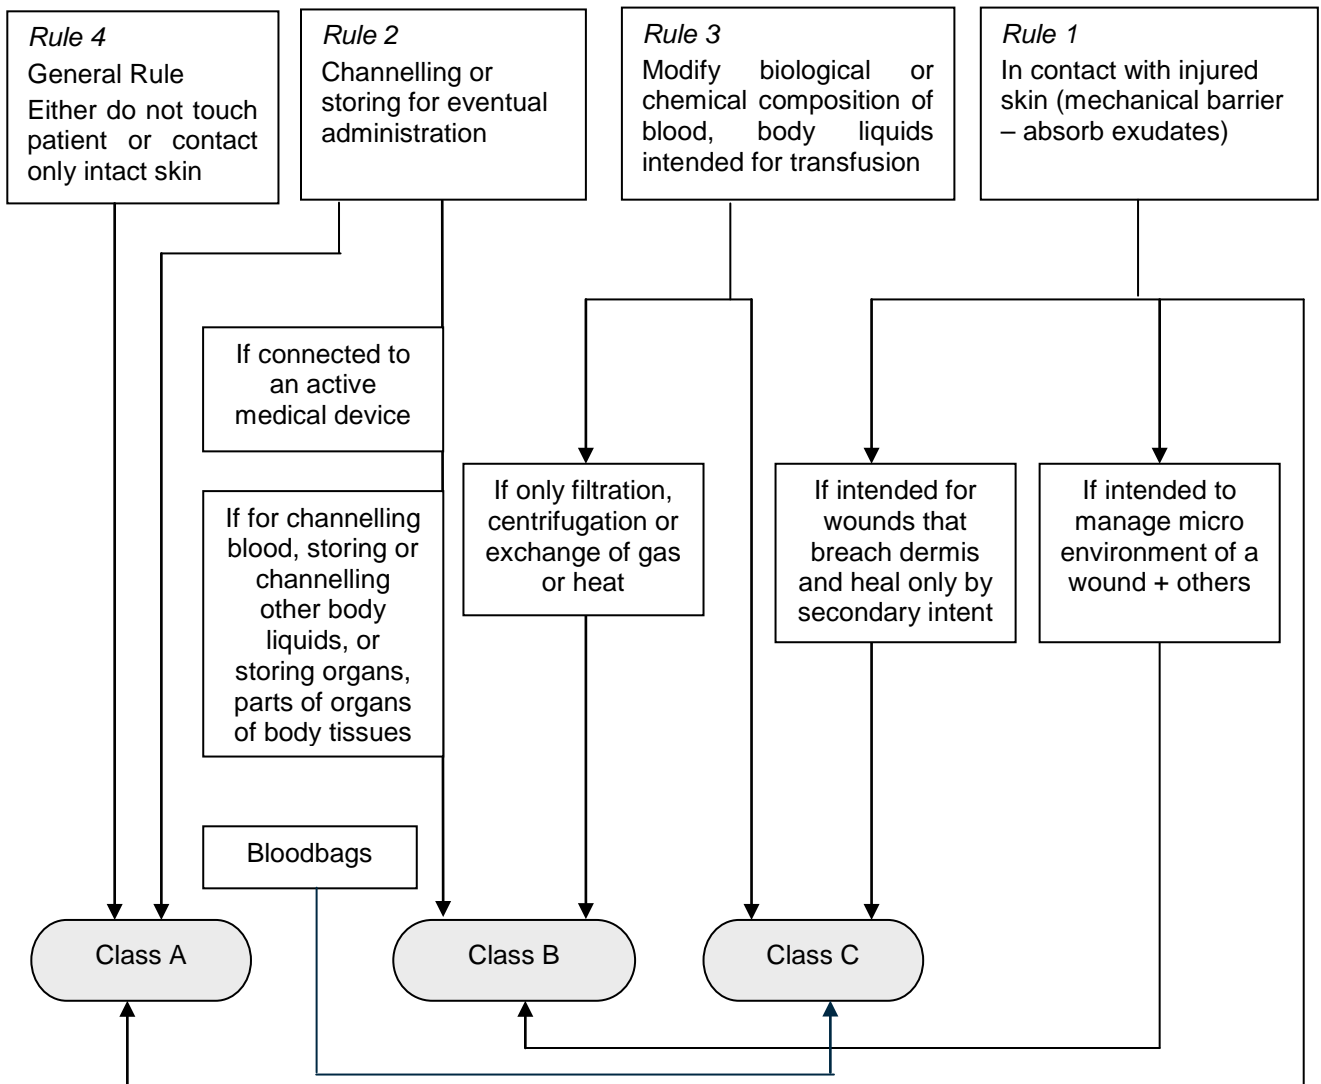 Rule 4
General Rule
Either do not touch
patient or contact
only intact skin
Rule 2
Channelling or
storing for eventual
administration
Rule 3
Modify biological or
chemical composition of
blood, body liquids
intended for transfusion
Rule 1
In contact with injured
skin (mechanical barrier
– absorb exudates)
If connected to
an active
medical device
If for channelling
blood, storing or
channelling
other body
liquids, or
storing organs,
parts of organs
of body tissues
If only filtration,
centrifugation or
exchange of gas
or heat
If intended for
wounds that
breach dermis
and heal only by
secondary intent
If intended to
manage micro
environment of a
wound + others
Bloodbags
Class A
Class B
Class C